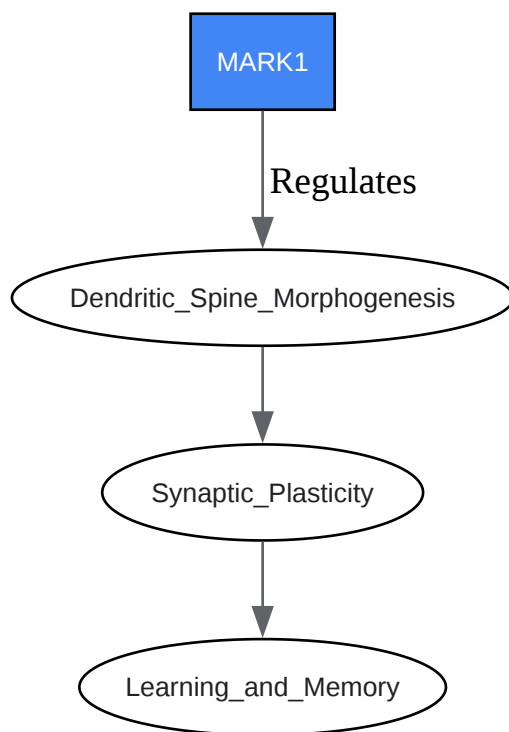 MARK1
Regulates
Dendritic_Spine_Morphogenesis
Synaptic_Plasticity
Learning_and_Memory